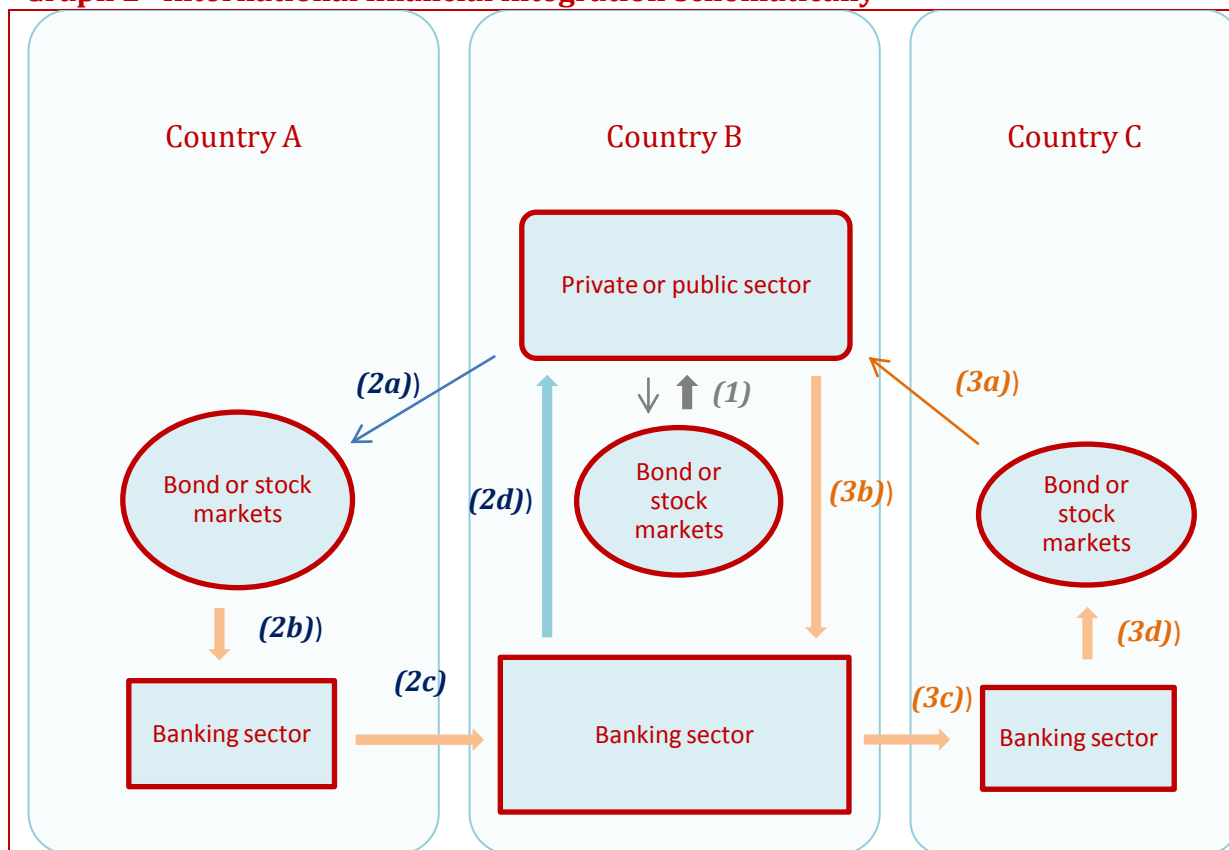 Country A
Country B
Country C
Private or public sector
(2a))
(1)
(3a))
Bond or stock
markets
(2d))
Bond or
stock
markets
(3b))
Bond or
stock
markets
(2b))
(3d))
(2c)
(3c))
Banking sector
Banking sector
Banking sector